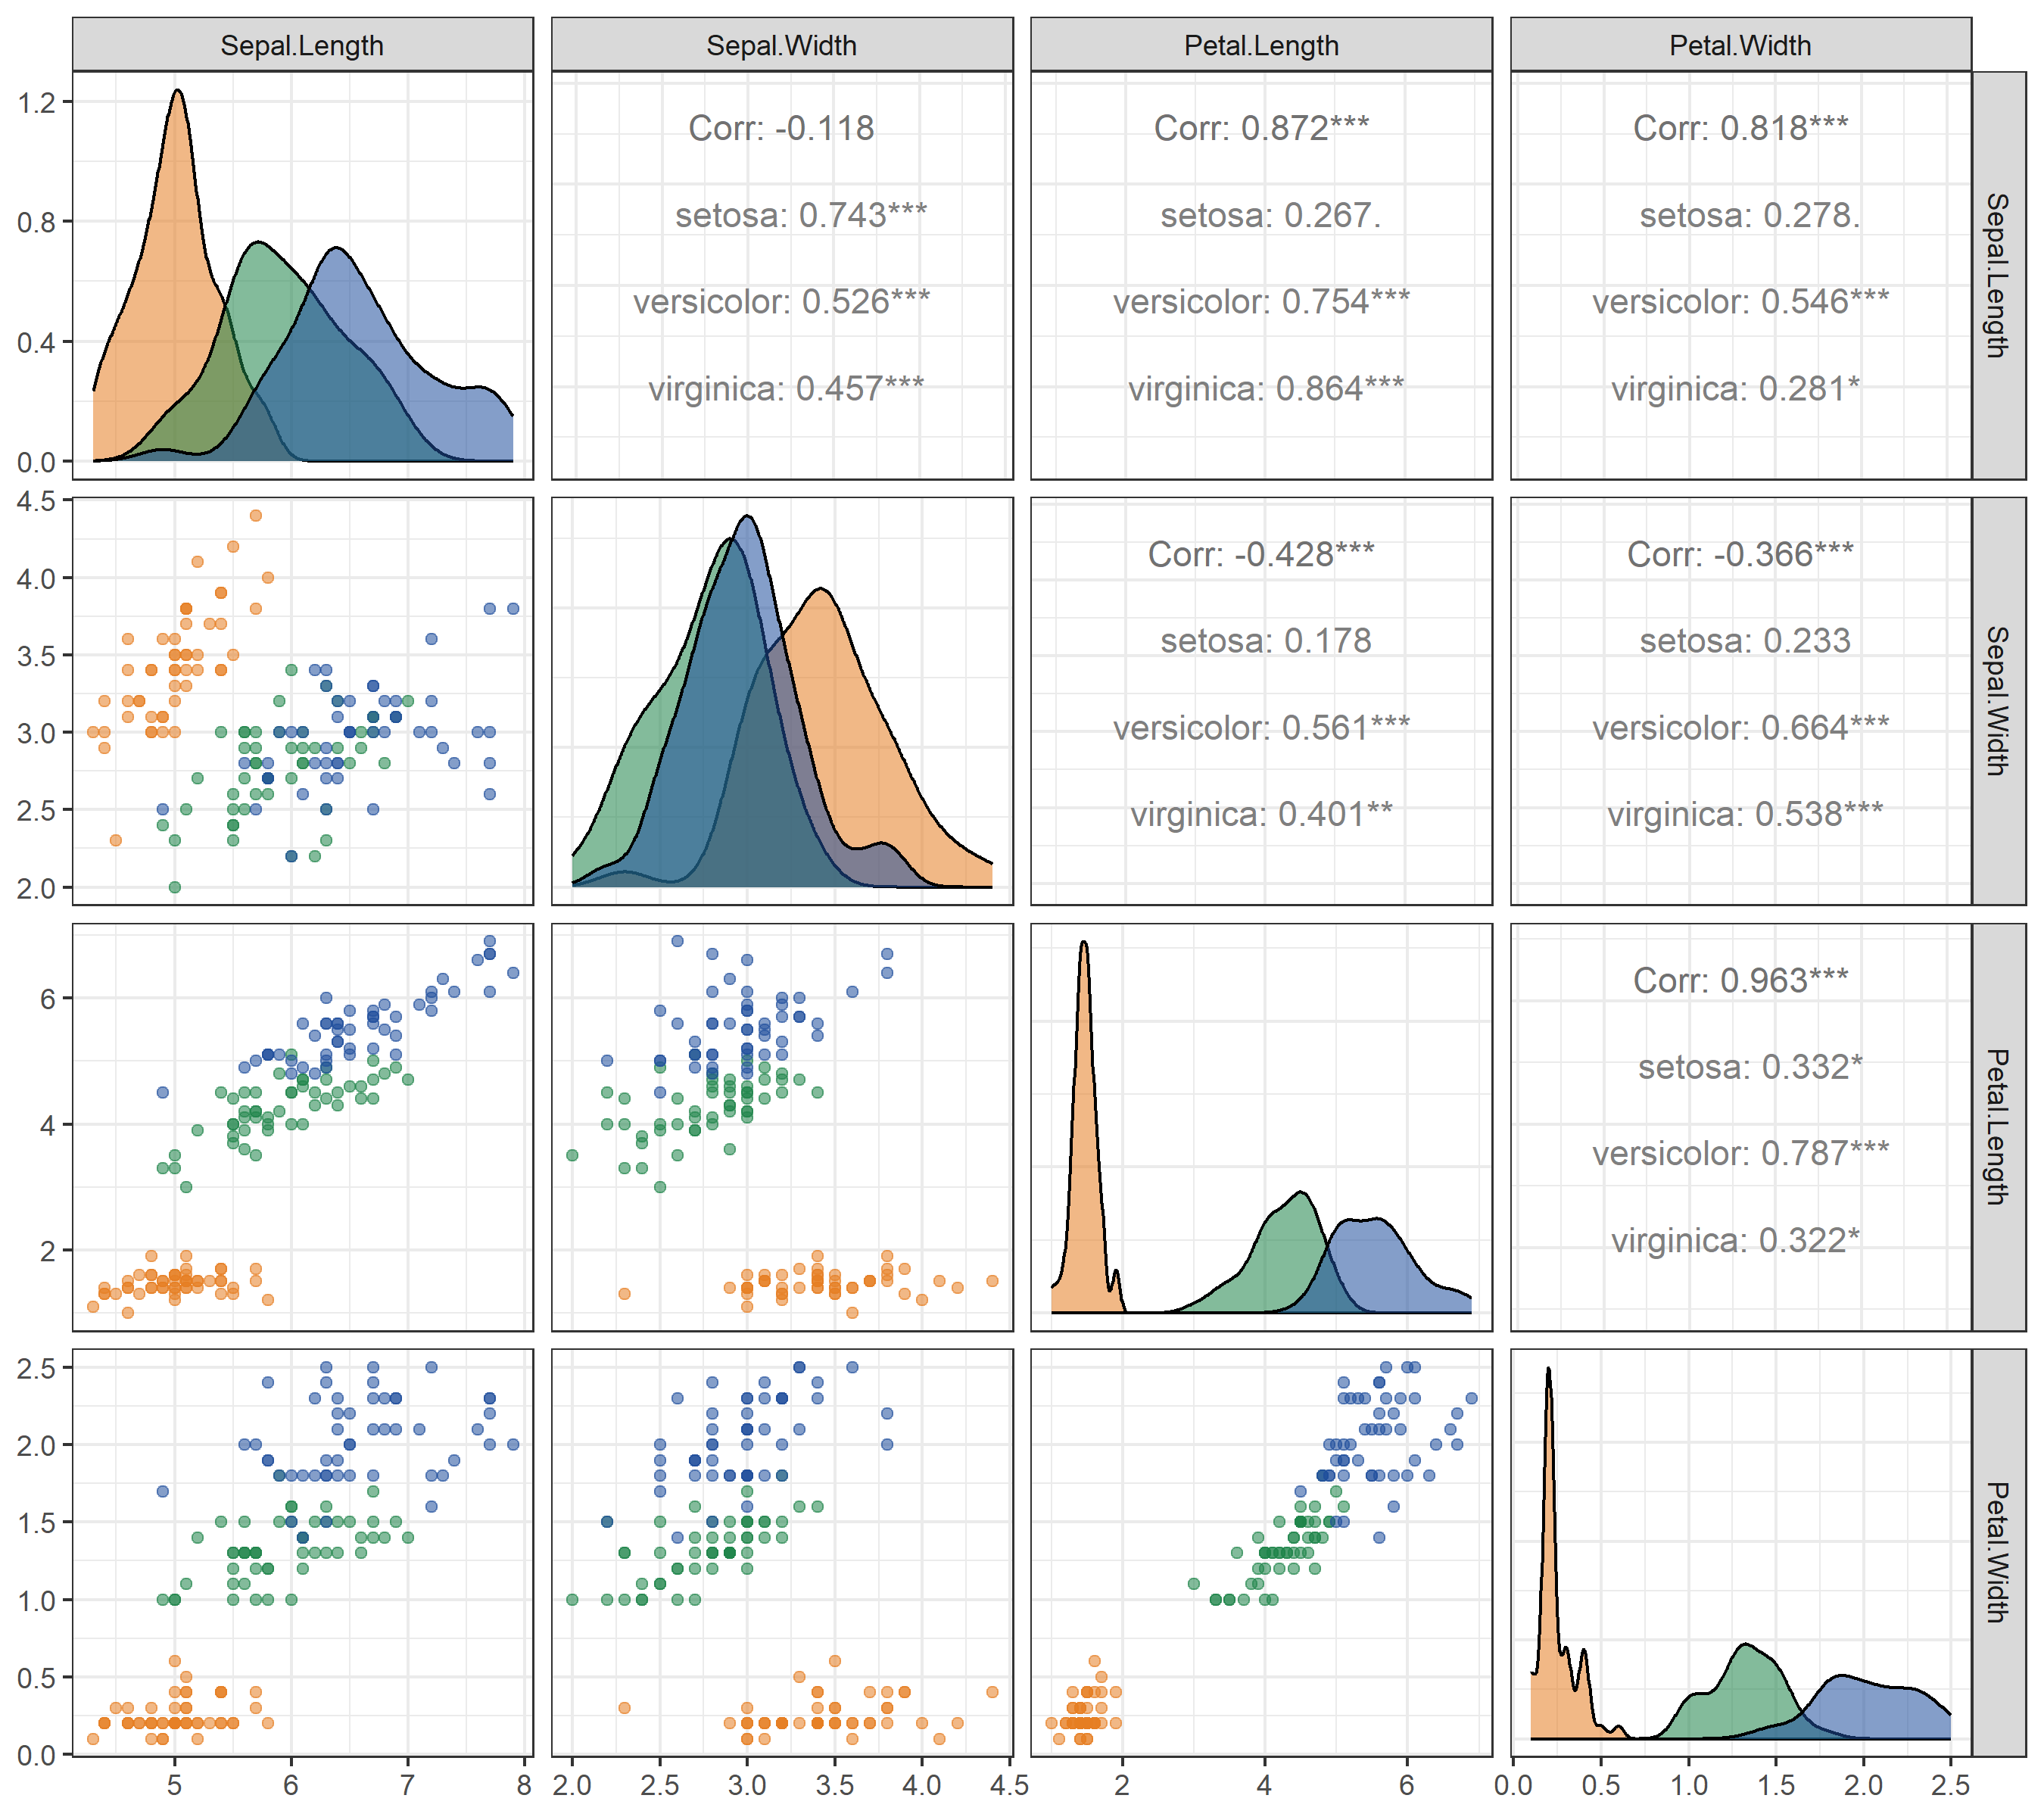 Sepal.Length
Sepal.Width
Petal.Length
Petal.Width
1.2
0.8
0.4
0.0
Corr: -0.118
setosa: 0.743***
versicolor: 0.526***
virginica: 0.457***
Corr: 0.872***
setosa: 0.267.
versicolor: 0.754***
virginica: 0.864***
Corr: 0.818***
setosa: 0.278.
versicolor: 0.546***
virginica: 0.281*
Sepal.Length
4.5
4.0
3.5
3.0
2.5
2.0
Corr: -0.428***
setosa: 0.178
versicolor: 0.561***
virginica: 0.401**
Corr: -0.366***
setosa: 0.233
versicolor: 0.664***
virginica: 0.538***
Sepal.Width
6
4
2
Corr: 0.963***
setosa: 0.332*
versicolor: 0.787***
virginica: 0.322*
Petal.Length
2.5
2.0
1.5
1.0
0.5
0.0
Petal.Width
5 6 7 8
2.0 2.5 3.0 3.5 4.0 4.5
2 4 6
0.0 0.5 1.0 1.5 2.0 2.5